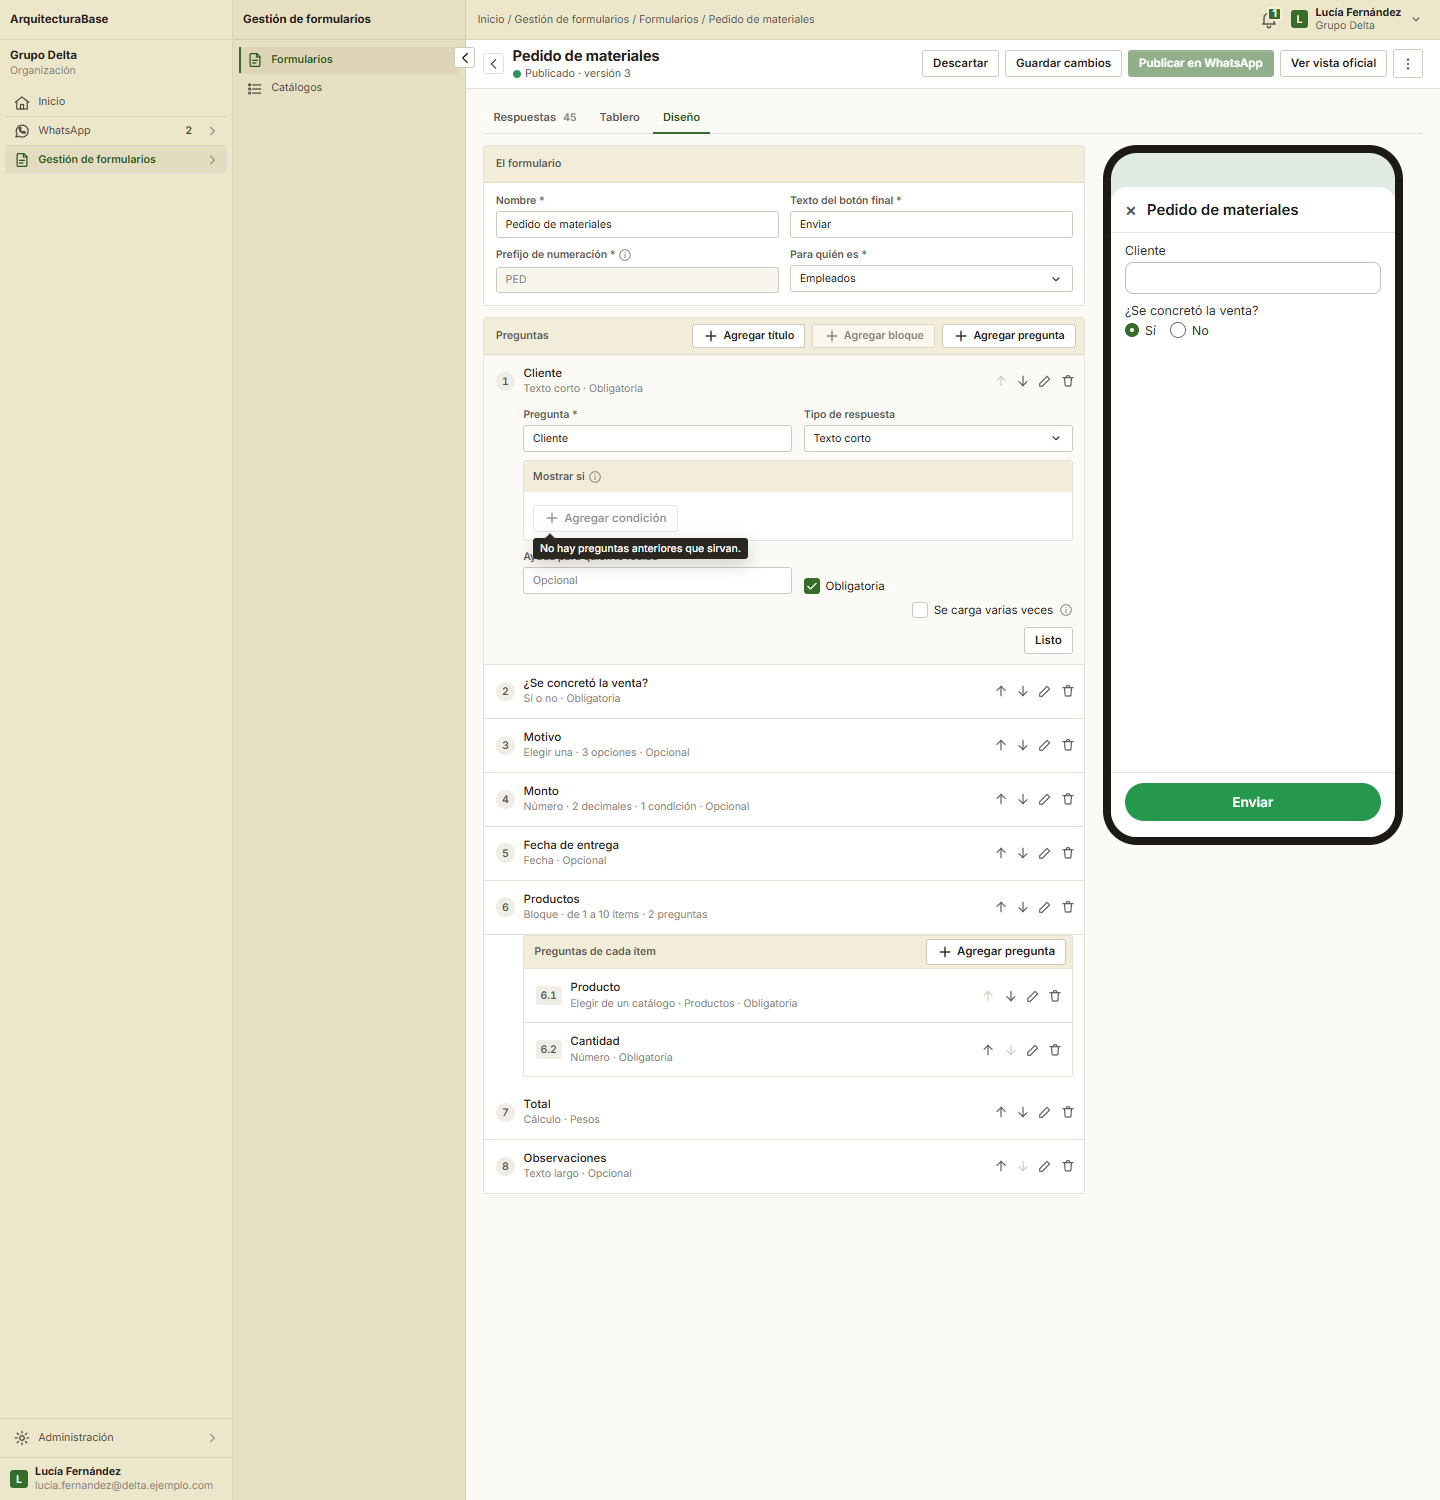 ArquitecturaBase
Grupo Delta
Organización
Inicio
WhatsApp 2
Gestión de formularios
Administración
L Lucía Fernández
lucia.fernandez@delta.ejemplo.com
Gestión de formularios
Formularios
Catálogos
Inicio / Gestión de formularios / Formularios / Pedido de materiales
1
L Lucía Fernández
Grupo Delta
Pedido de materiales
Publicado · versión 3
Descartar
Guardar cambios
Publicar en WhatsApp
Ver vista oficial
Respuestas 45
Tablero
Diseño
El formulario
Nombre *
Pedido de materiales
Texto del botón final *
Enviar
Prefijo de numeración *
PED
Para quién es *
Empleados
Preguntas
Agregar título
Agregar bloque
Agregar pregunta
1 Cliente
Texto corto · Obligatoria
Pregunta *
Cliente
Tipo de respuesta
Texto corto
Mostrar si
Agregar condición
No hay preguntas anteriores que sirvan.
Opcional
Obligatoria
Se carga varias veces
Listo
2 ¿Se concretó la venta?
Sí o no · Obligatoria
3 Motivo
Elegir una · 3 opciones · Opcional
4 Monto
Número · 2 decimales · 1 condición · Opcional
5 Fecha de entrega
Fecha · Opcional
6 Productos
Bloque · de 1 a 10 ítems · 2 preguntas
Preguntas de cada ítem
Agregar pregunta
6.1 Producto
Elegir de un catálogo · Productos · Obligatoria
6.2 Cantidad
Número · Obligatoria
7 Total
Cálculo · Pesos
8 Observaciones
Texto largo · Opcional
Pedido de materiales
Cliente
¿Se concretó la venta?
Sí
No
Enviar